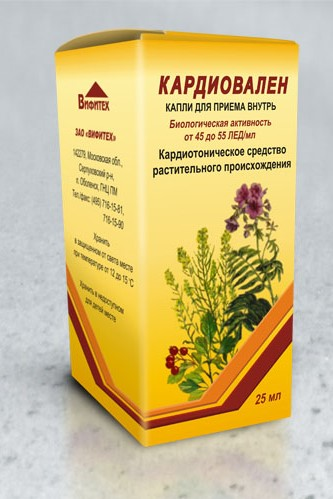 ВИФИТЕХ
ЗАО «ВИФИТЕХ»
142279, Московская обл.,
Серпуховский р-н,
п. Оболенск, ГНЦ ПМ
Тел./факс: (495) 716-15-81,
716-15-90
Хранить
в защищенном от света месте
при температуре от 12 до 15 °С
Хранить в недоступном
для детей месте
КАРДИОВАЛЕН
КАПЛИ ДЛЯ ПРИЕМА ВНУТРЬ
Биологическая активность
от 45 до 55 ЛЕД/мл
Кардиотоническое средство
растительного происхождения
25 мл